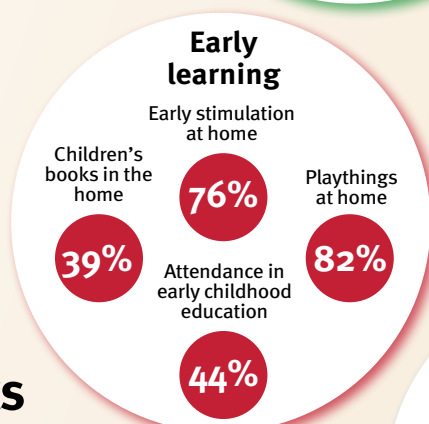 Early
learning
Early stimulation
at home
76%
Children's
books in the
home
39%
Playthings
at home
82%
Attendance in
early childhood
education
44%